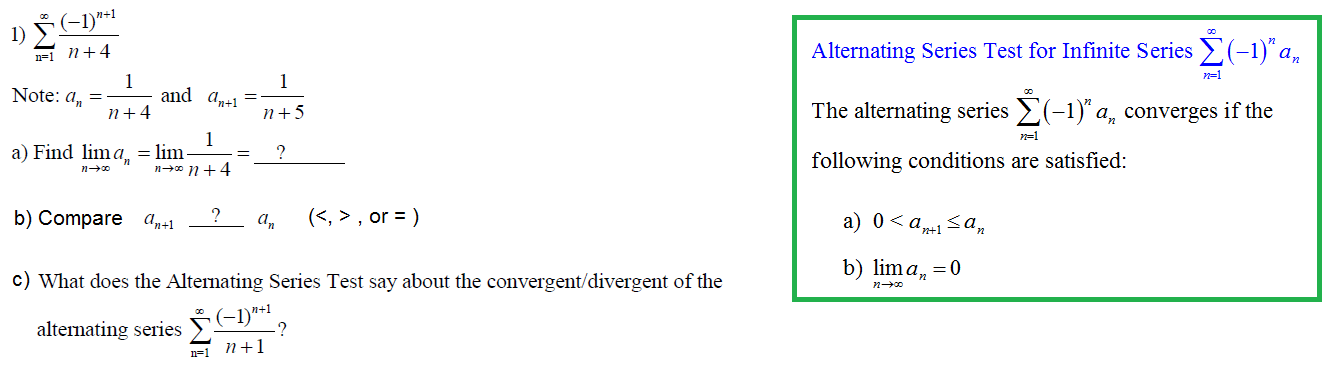 1) $\sum_{n=1}^{\infty} \frac{(-1)^{n+1}}{n+4}$
Note: $a_n = \frac{1}{n+4}$ and $a_{n+1} = \frac{1}{n+5}$
a) Find $\lim_{n\to\infty} a_n = \lim_{n\to\infty} \frac{1}{n+4} =$ __?__
b) Compare $a_{n+1}$ __?__ $a_n$ (<, > , or = )
c) What does the Alternating Series Test say about the convergent/divergent of the
alternating series $\sum_{n=1}^{\infty} \frac{(-1)^{n+1}}{n+1}$?
Alternating Series Test for Infinite Series $\sum_{n=1}^{\infty} (-1)^n a_n$
The alternating series $\sum_{n=1}^{\infty} (-1)^n a_n$ converges if the
following conditions are satisfied:
a) $0 < a_{n+1} \leq a_n$
b) $\lim_{n\to\infty} a_n = 0$